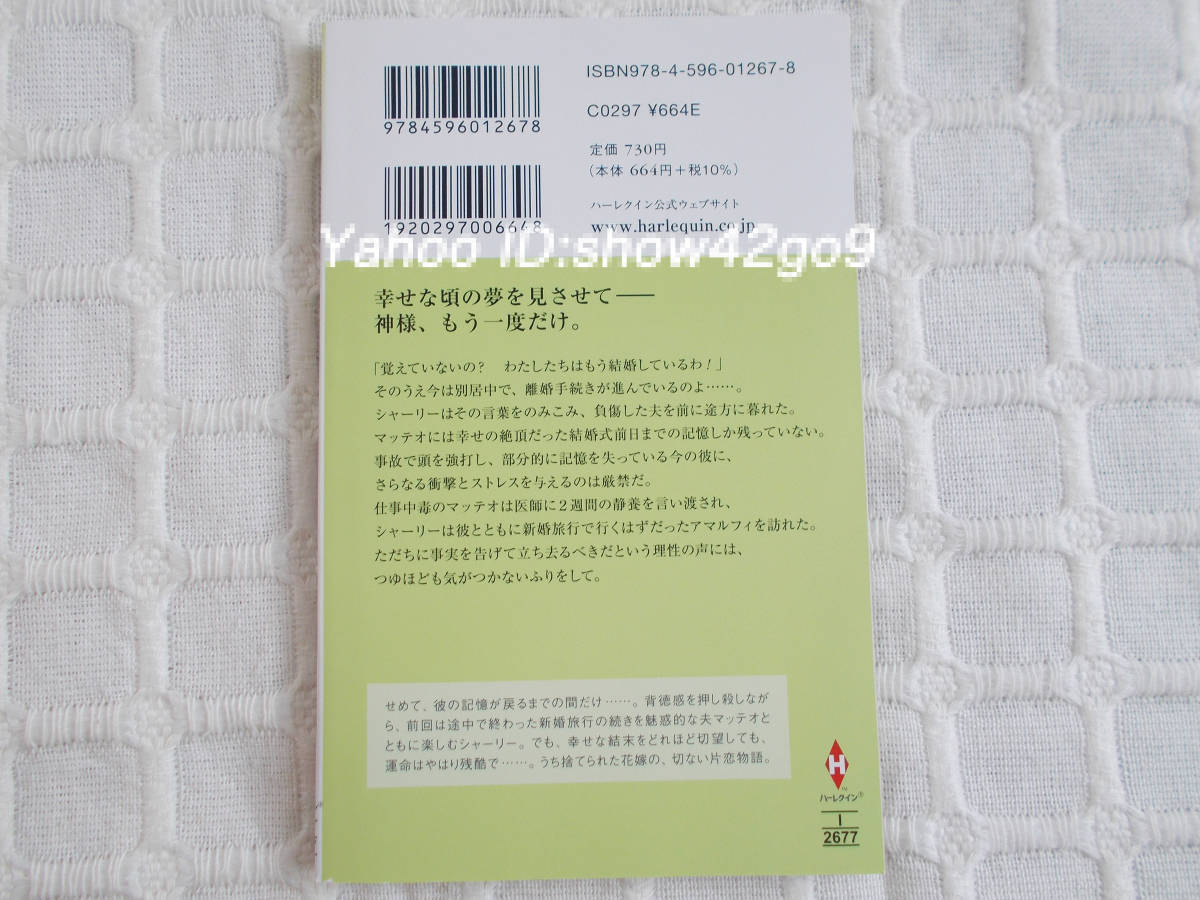 ISBN978-4-596-01267-8
9784596012678
C0297 ¥664E
定価 730円
(本体 664円+税10%)
1920297006648
ハーレクイン公式ウェブサイト
www.harlequin.co.jp
Yahoo ID:show42go9
幸せな頃の夢を見させて――
神様、もう一度だけ。
「覚えていないの? わたしたちはもう結婚しているわ!」
そのうえ今は別居中で、離婚手続きが進んでいるのよ……。
シャーリーはその言葉をのみこみ、負傷した夫を前に途方に暮れた。
マッテオには幸せの絶頂だった結婚式前日までの記憶しか残っていない。
事故で頭を強打し、部分的に記憶を失っている今の彼に、
さらなる衝撃とストレスを与えるのは厳禁だ。
仕事中毒のマッテオは医師に2週間の静養を言い渡され、
シャーリーは彼とともに新婚旅行で行くはずだったアマルフィを訪れた。
ただちに事実を告げて立ち去るべきだという理性の声には、
つゆほども気がつかないふりをして。
せめて、彼の記憶が戻るまでの間だけ……。背徳感を押し殺しなが
ら、前回は途中で終わった新婚旅行の続きを魅惑的な夫マッテオと
ともに楽しむシャーリー。でも、幸せな結末をどれほど切望しても、
運命はやはり残酷で……。うち捨てられた花嫁の、切ない片恋物語。
H
TM
ハーレクイン®
I
2677